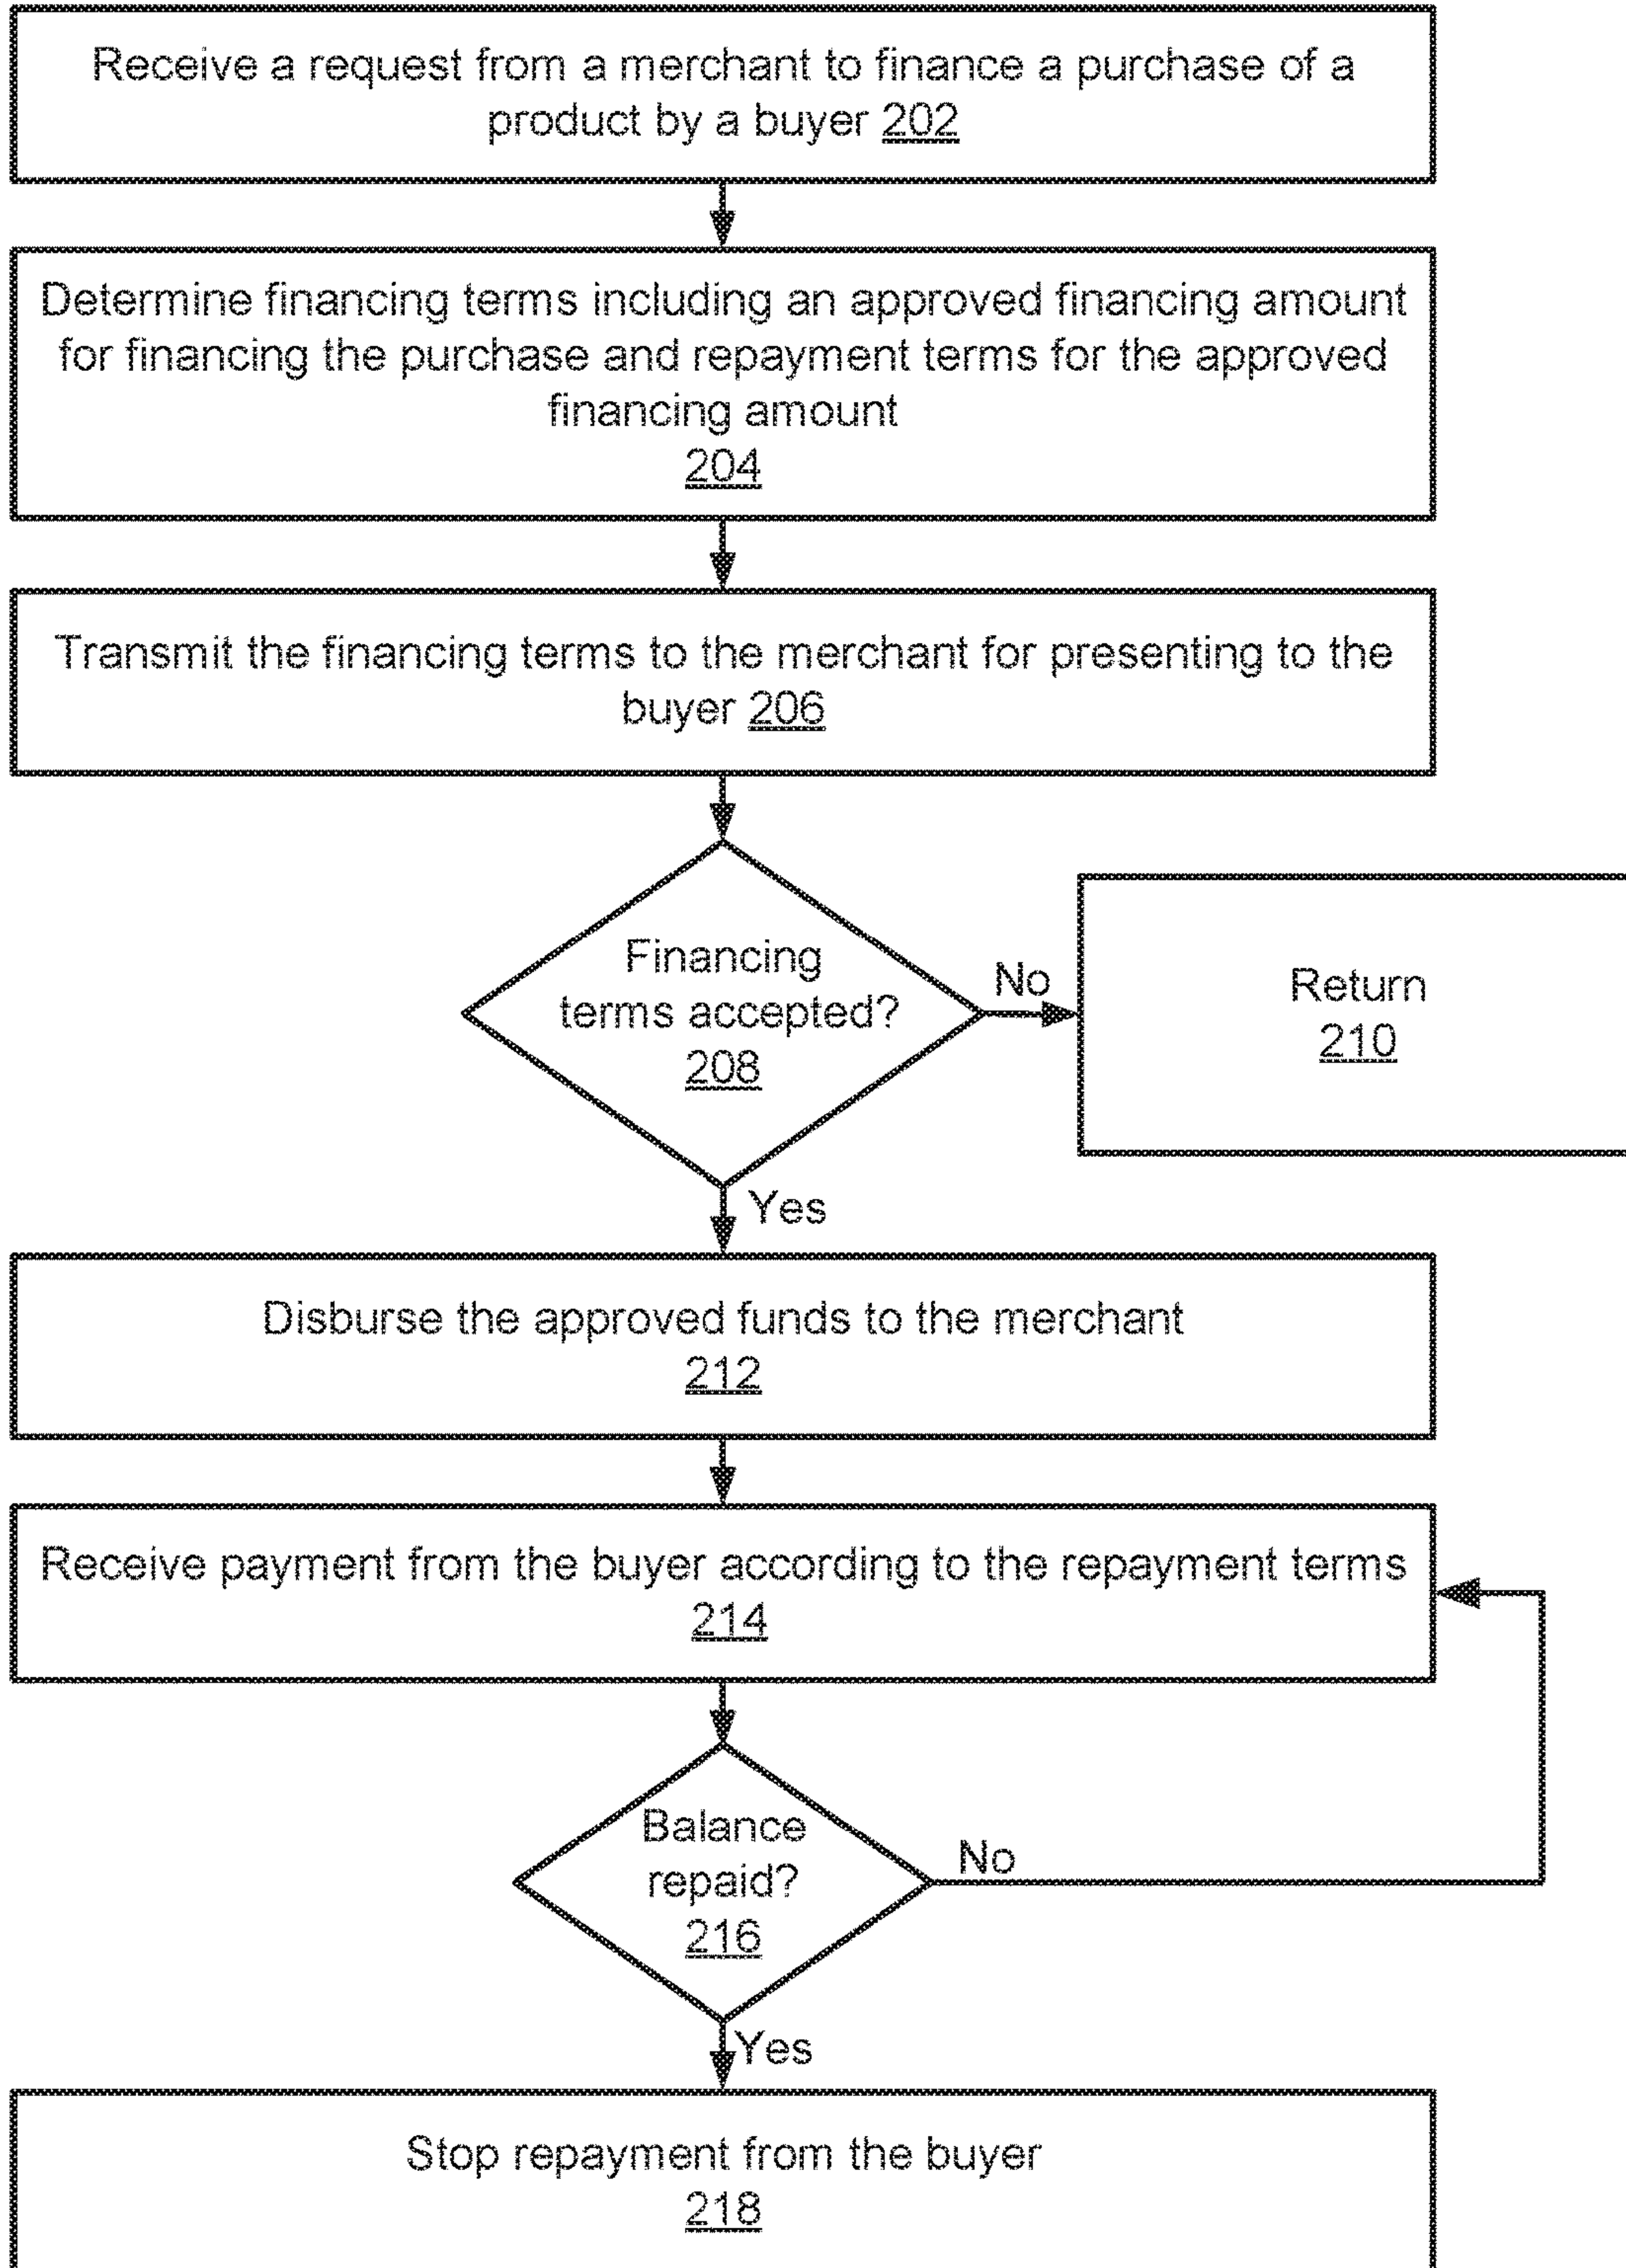 Receive a request from a merchant to finance a purchase of a
product by a buyer 202
Determine financing terms including an approved financing amount
for financing the purchase and repayment terms for the approved
financing amount
204
Transmit the financing terms to the merchant for presenting to the
buyer 206
Financing
terms accepted?
208
No
Return
210
Yes
Disburse the approved funds to the merchant
212
Receive payment from the buyer according to the repayment terms
214
Balance
repaid?
216
No
Yes
Stop repayment from the buyer
218